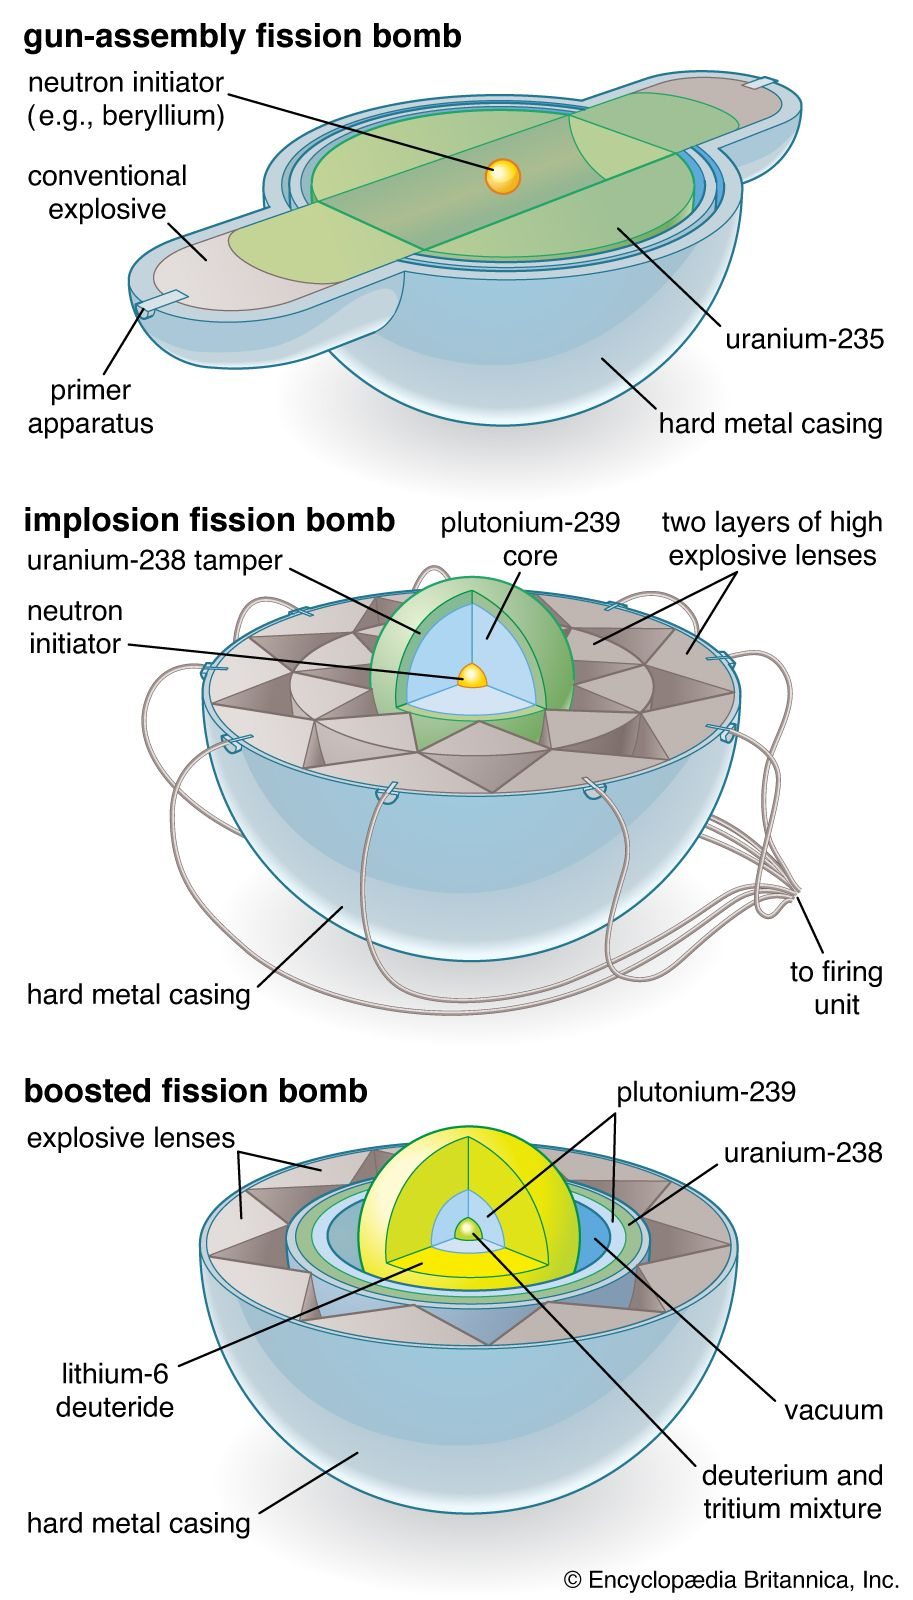 gun-assembly fission bomb
neutron initiator
(e.g., beryllium)
conventional
explosive
uranium-235
primer
apparatus
hard metal casing
implosion fission bomb
plutonium-239
core
two layers of high
explosive lenses
uranium-238 tamper
neutron
initiator
to firing
unit
hard metal casing
boosted fission bomb
plutonium-239
explosive lenses
uranium-238
lithium-6
deuteride
vacuum
deuterium and
tritium mixture
hard metal casing
© Encyclopædia Britannica, Inc.